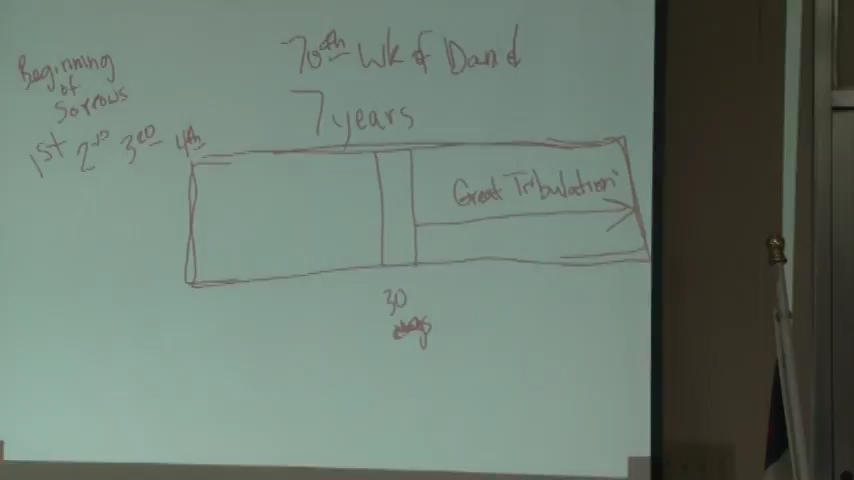 70th Wk of Daniel
7 years
Beginning
of
Sorrows
1st 2nd 3rd 4th
Great Tribulation
30